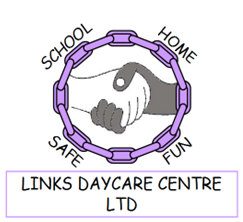 SCHOOL
HOME
SAFE
FUN
LINKS DAYCARE CENTRE
LTD